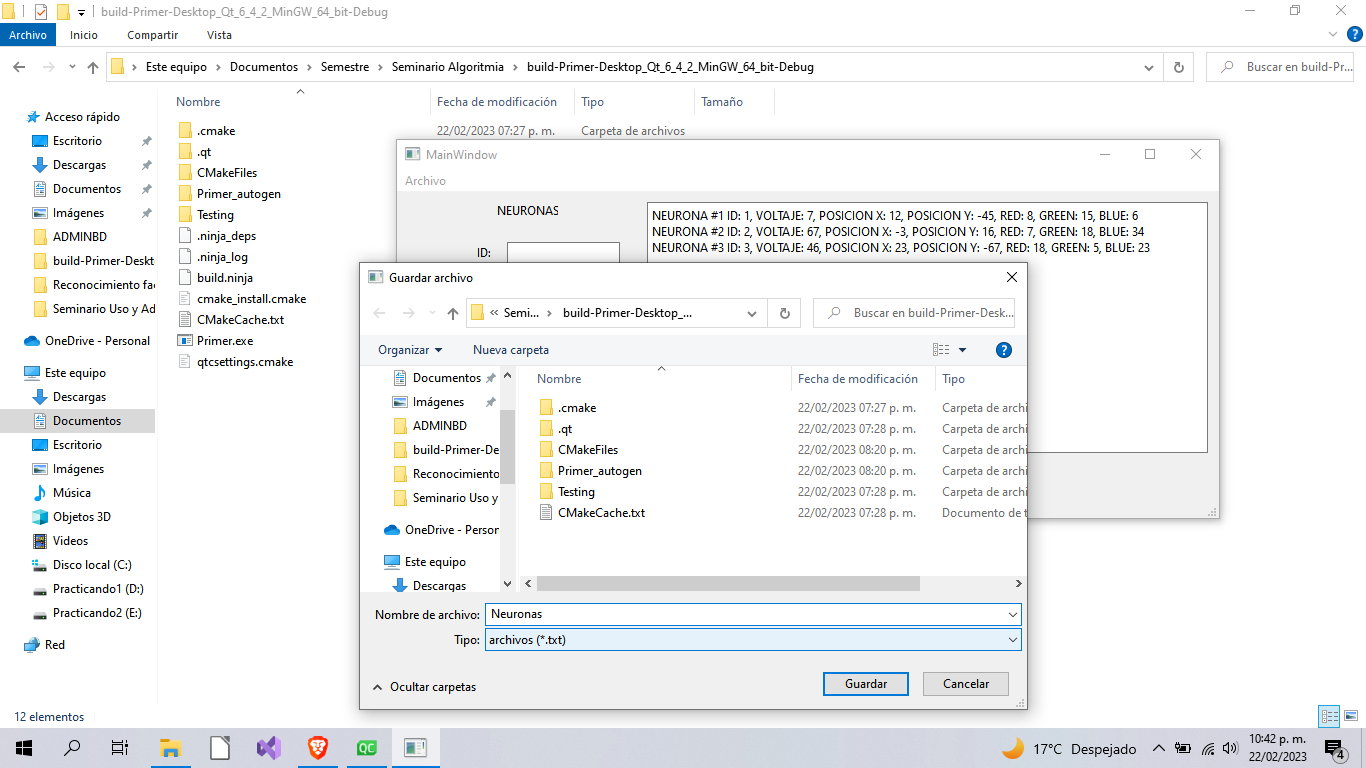 build-Primer-Desktop_Qt_6_4_2_MinGW_64_bit-Debug
Archivo Inicio Compartir Vista
Este equipo Documentos Semestre Seminario Algoritmia build-Primer-Desktop_Qt_6_4_2_MinGW_64_bit-Debug
Buscar en build-Pr...
Acceso rápido
Escritorio
Descargas
Documentos
Imágenes
ADMINBD
build-Primer-Deskt
Reconocimiento fac
Seminario Uso y Ad
OneDrive - Personal
Este equipo
Descargas
Documentos
Escritorio
Imágenes
Música
Objetos 3D
Videos
Disco local (C:)
Practicando1 (D:)
Practicando2 (E:)
Red
Nombre Fecha de modificación Tipo Tamaño
.cmake 22/02/2023 07:27 p. m. Carpeta de archivos
.qt
CMakeFiles
Primer_autogen
Testing
.ninja_deps
.ninja_log
build.ninja
cmake_install.cmake
CMakeCache.txt
Primer.exe
qtcsettings.cmake
MainWindow
Archivo
NEURONAS
ID:
NEURONA #1 ID: 1, VOLTAJE: 7, POSICION X: 12, POSICION Y: -45, RED: 8, GREEN: 15, BLUE: 6
NEURONA #2 ID: 2, VOLTAJE: 67, POSICION X: -3, POSICION Y: 16, RED: 7, GREEN: 18, BLUE: 34
NEURONA #3 ID: 3, VOLTAJE: 46, POSICION X: 23, POSICION Y: -67, RED: 18, GREEN: 5, BLUE: 23
Guardar archivo
« Semi... build-Primer-Desktop_...
Buscar en build-Primer-Desk...
Organizar Nueva carpeta
Documentos
Imágenes
ADMINBD
build-Primer-De
Reconocimiento
Seminario Uso y
OneDrive - Person
Este equipo
Descargas
Nombre Fecha de modificación Tipo
.cmake 22/02/2023 07:27 p. m. Carpeta de archi
.qt 22/02/2023 07:28 p. m. Carpeta de archi
CMakeFiles 22/02/2023 08:20 p. m. Carpeta de archi
Primer_autogen 22/02/2023 08:20 p. m. Carpeta de archi
Testing 22/02/2023 07:28 p. m. Carpeta de archi
CMakeCache.txt 22/02/2023 07:28 p. m. Documento de t
Nombre de archivo: Neuronas
Tipo: archivos (*.txt)
Ocultar carpetas
Guardar Cancelar
12 elementos
QC
17°C Despejado
10:42 p. m.
22/02/2023
4